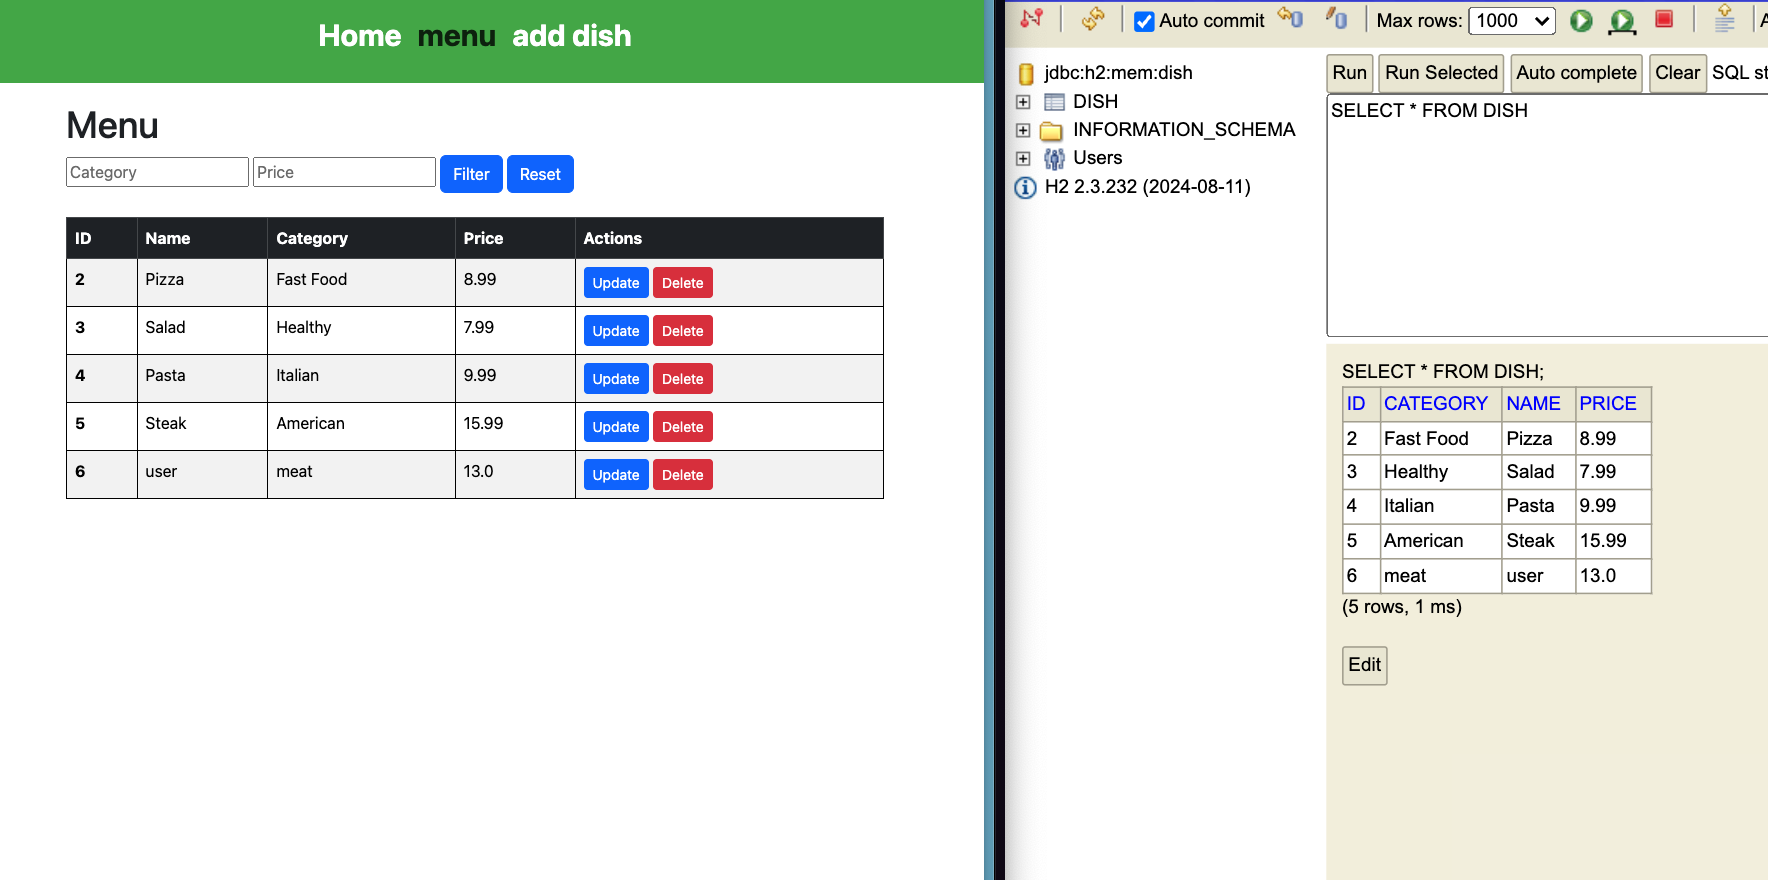 Home menu add dish
Menu
Category Price Filter Reset
ID Name Category Price Actions
2 Pizza Fast Food 8.99 Update Delete
3 Salad Healthy 7.99 Update Delete
4 Pasta Italian 9.99 Update Delete
5 Steak American 15.99 Update Delete
6 user meat 13.0 Update Delete
Auto commit Max rows: 1000 A
jdbc:h2:mem:dish
DISH
INFORMATION_SCHEMA
Users
H2 2.3.232 (2024-08-11)
Run Run Selected Auto complete Clear SQL st
SELECT * FROM DISH
SELECT * FROM DISH;
ID CATEGORY NAME PRICE
2 Fast Food Pizza 8.99
3 Healthy Salad 7.99
4 Italian Pasta 9.99
5 American Steak 15.99
6 meat user 13.0
(5 rows, 1 ms)
Edit